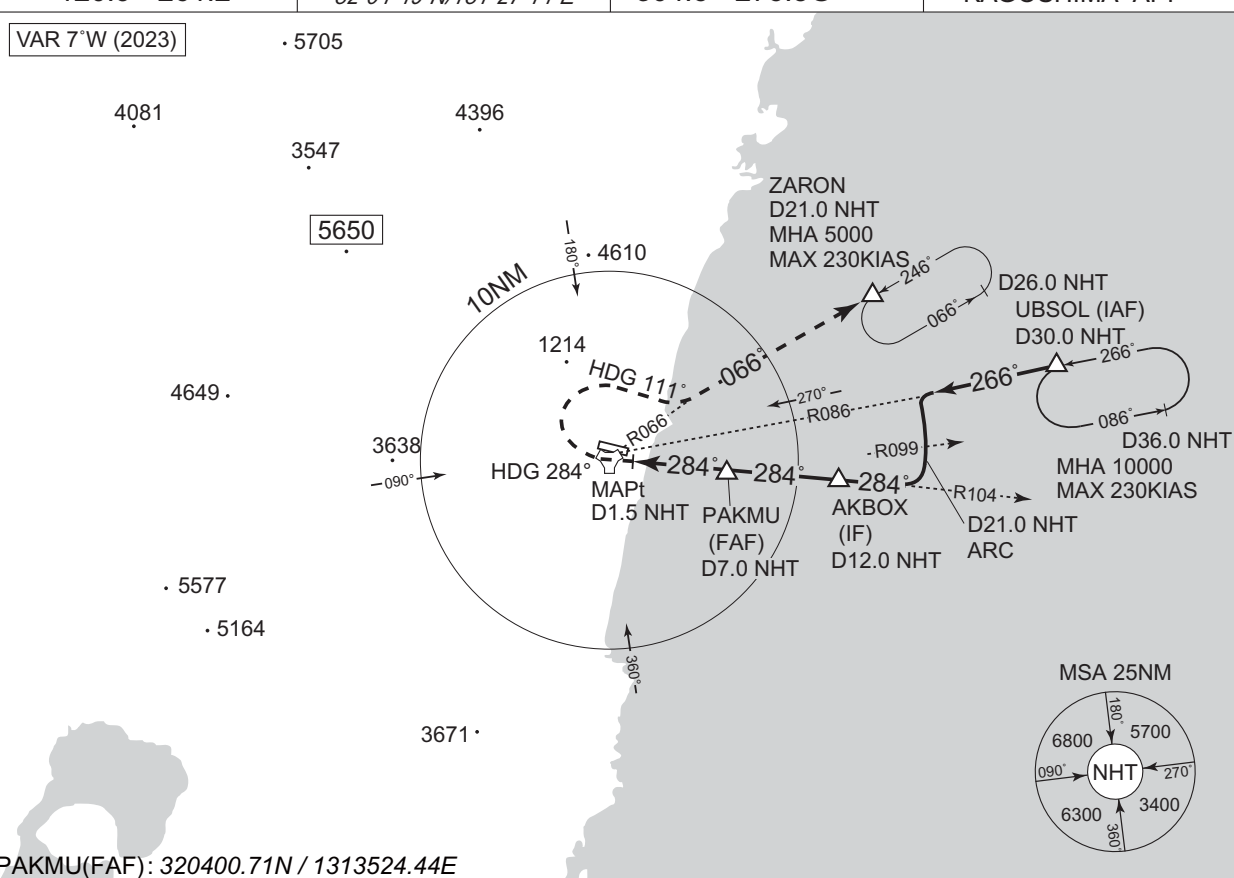 VAR 7˚W (2023)
5705
4081
4396
3547
5650
4610
180°
10NM
ZARON
D21.0 NHT
MHA 5000
MAX 230KIAS
246°
066°
D26.0 NHT
UBSOL (IAF)
D30.0 NHT
266°
086°
D36.0 NHT
MHA 10000
MAX 230KIAS
1214
HDG 111°
066°
R066
270°
R086
266°
4649
3638
090°
HDG 284°
MAPt
D1.5 NHT
284°
284°
284°
R099
R104
PAKMU
(FAF)
D7.0 NHT
AKBOX
(IF)
D12.0 NHT
D21.0 NHT
ARC
5577
5164
360°
3671
MSA 25NM
180°
6800
5700
090°
NHT
270°
6300
3400
360°
PAKMU(FAF): 320400.71N / 1313524.44E